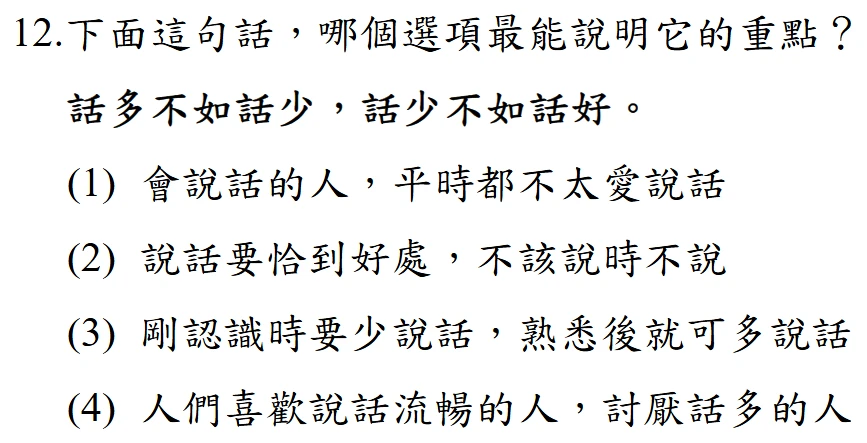 12.下面這句話，哪個選項最能說明它的重點？
話多不如話少，話少不如話好。
(1) 會說話的人，平時都不太愛說話
(2) 說話要恰到好處，不該說時不說
(3) 剛認識時要少說話，熟悉後就可多說話
(4) 人們喜歡說話流暢的人，討厭話多的人